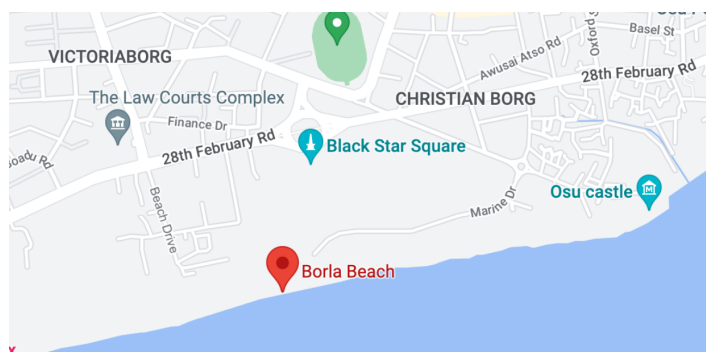 Basel St
VICTORIABORG
Awusai Atso Rd
28th February Rd
The Law Courts Complex
CHRISTIAN BORG
Finance Dr
28th February Rd
Black Star Square
Osu castle
Marine Dr
Beach Drive
Borla Beach